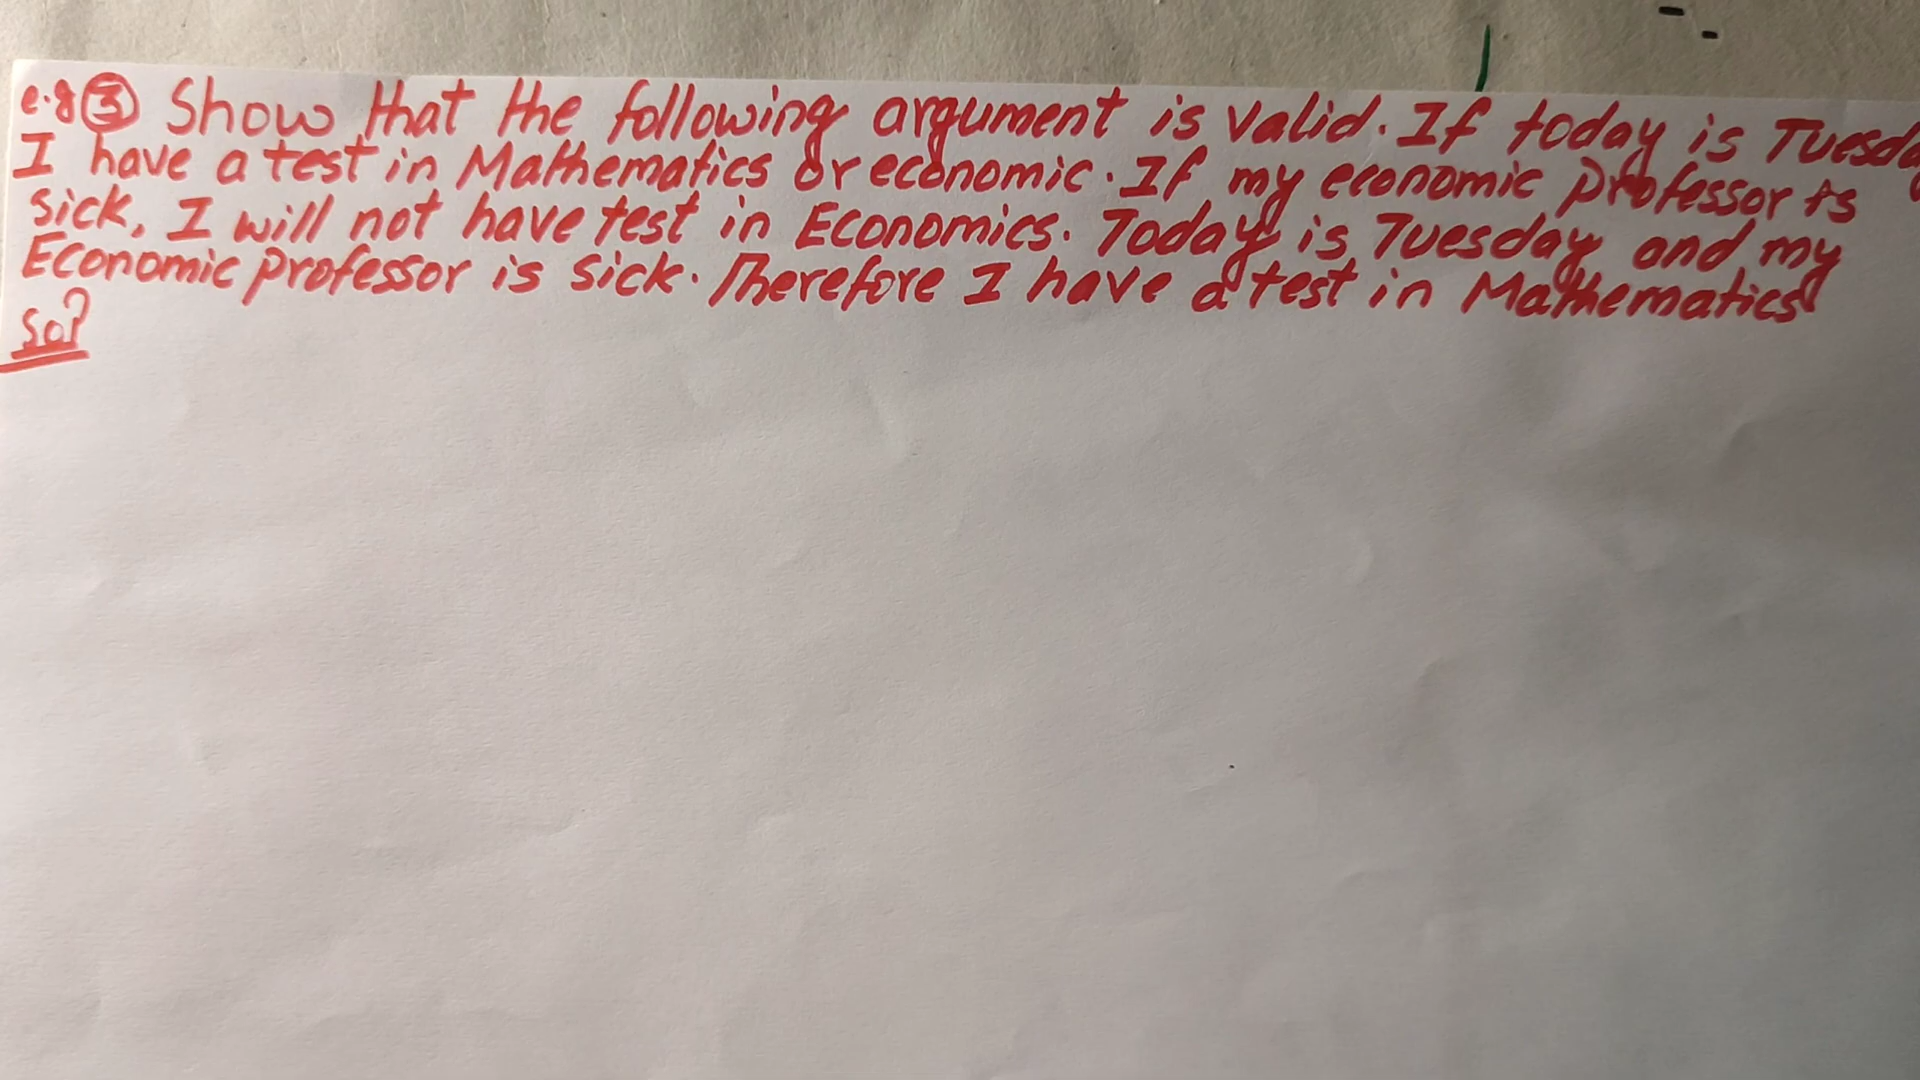 e.g ③ Show that the following argument is valid. If today is Tuesday
I have a test in Mathematics or economic. If my economic professor is
sick, I will not have test in Economics. Today is Tuesday and my
Economic professor is sick. Therefore I have a test in Mathematics
Sol